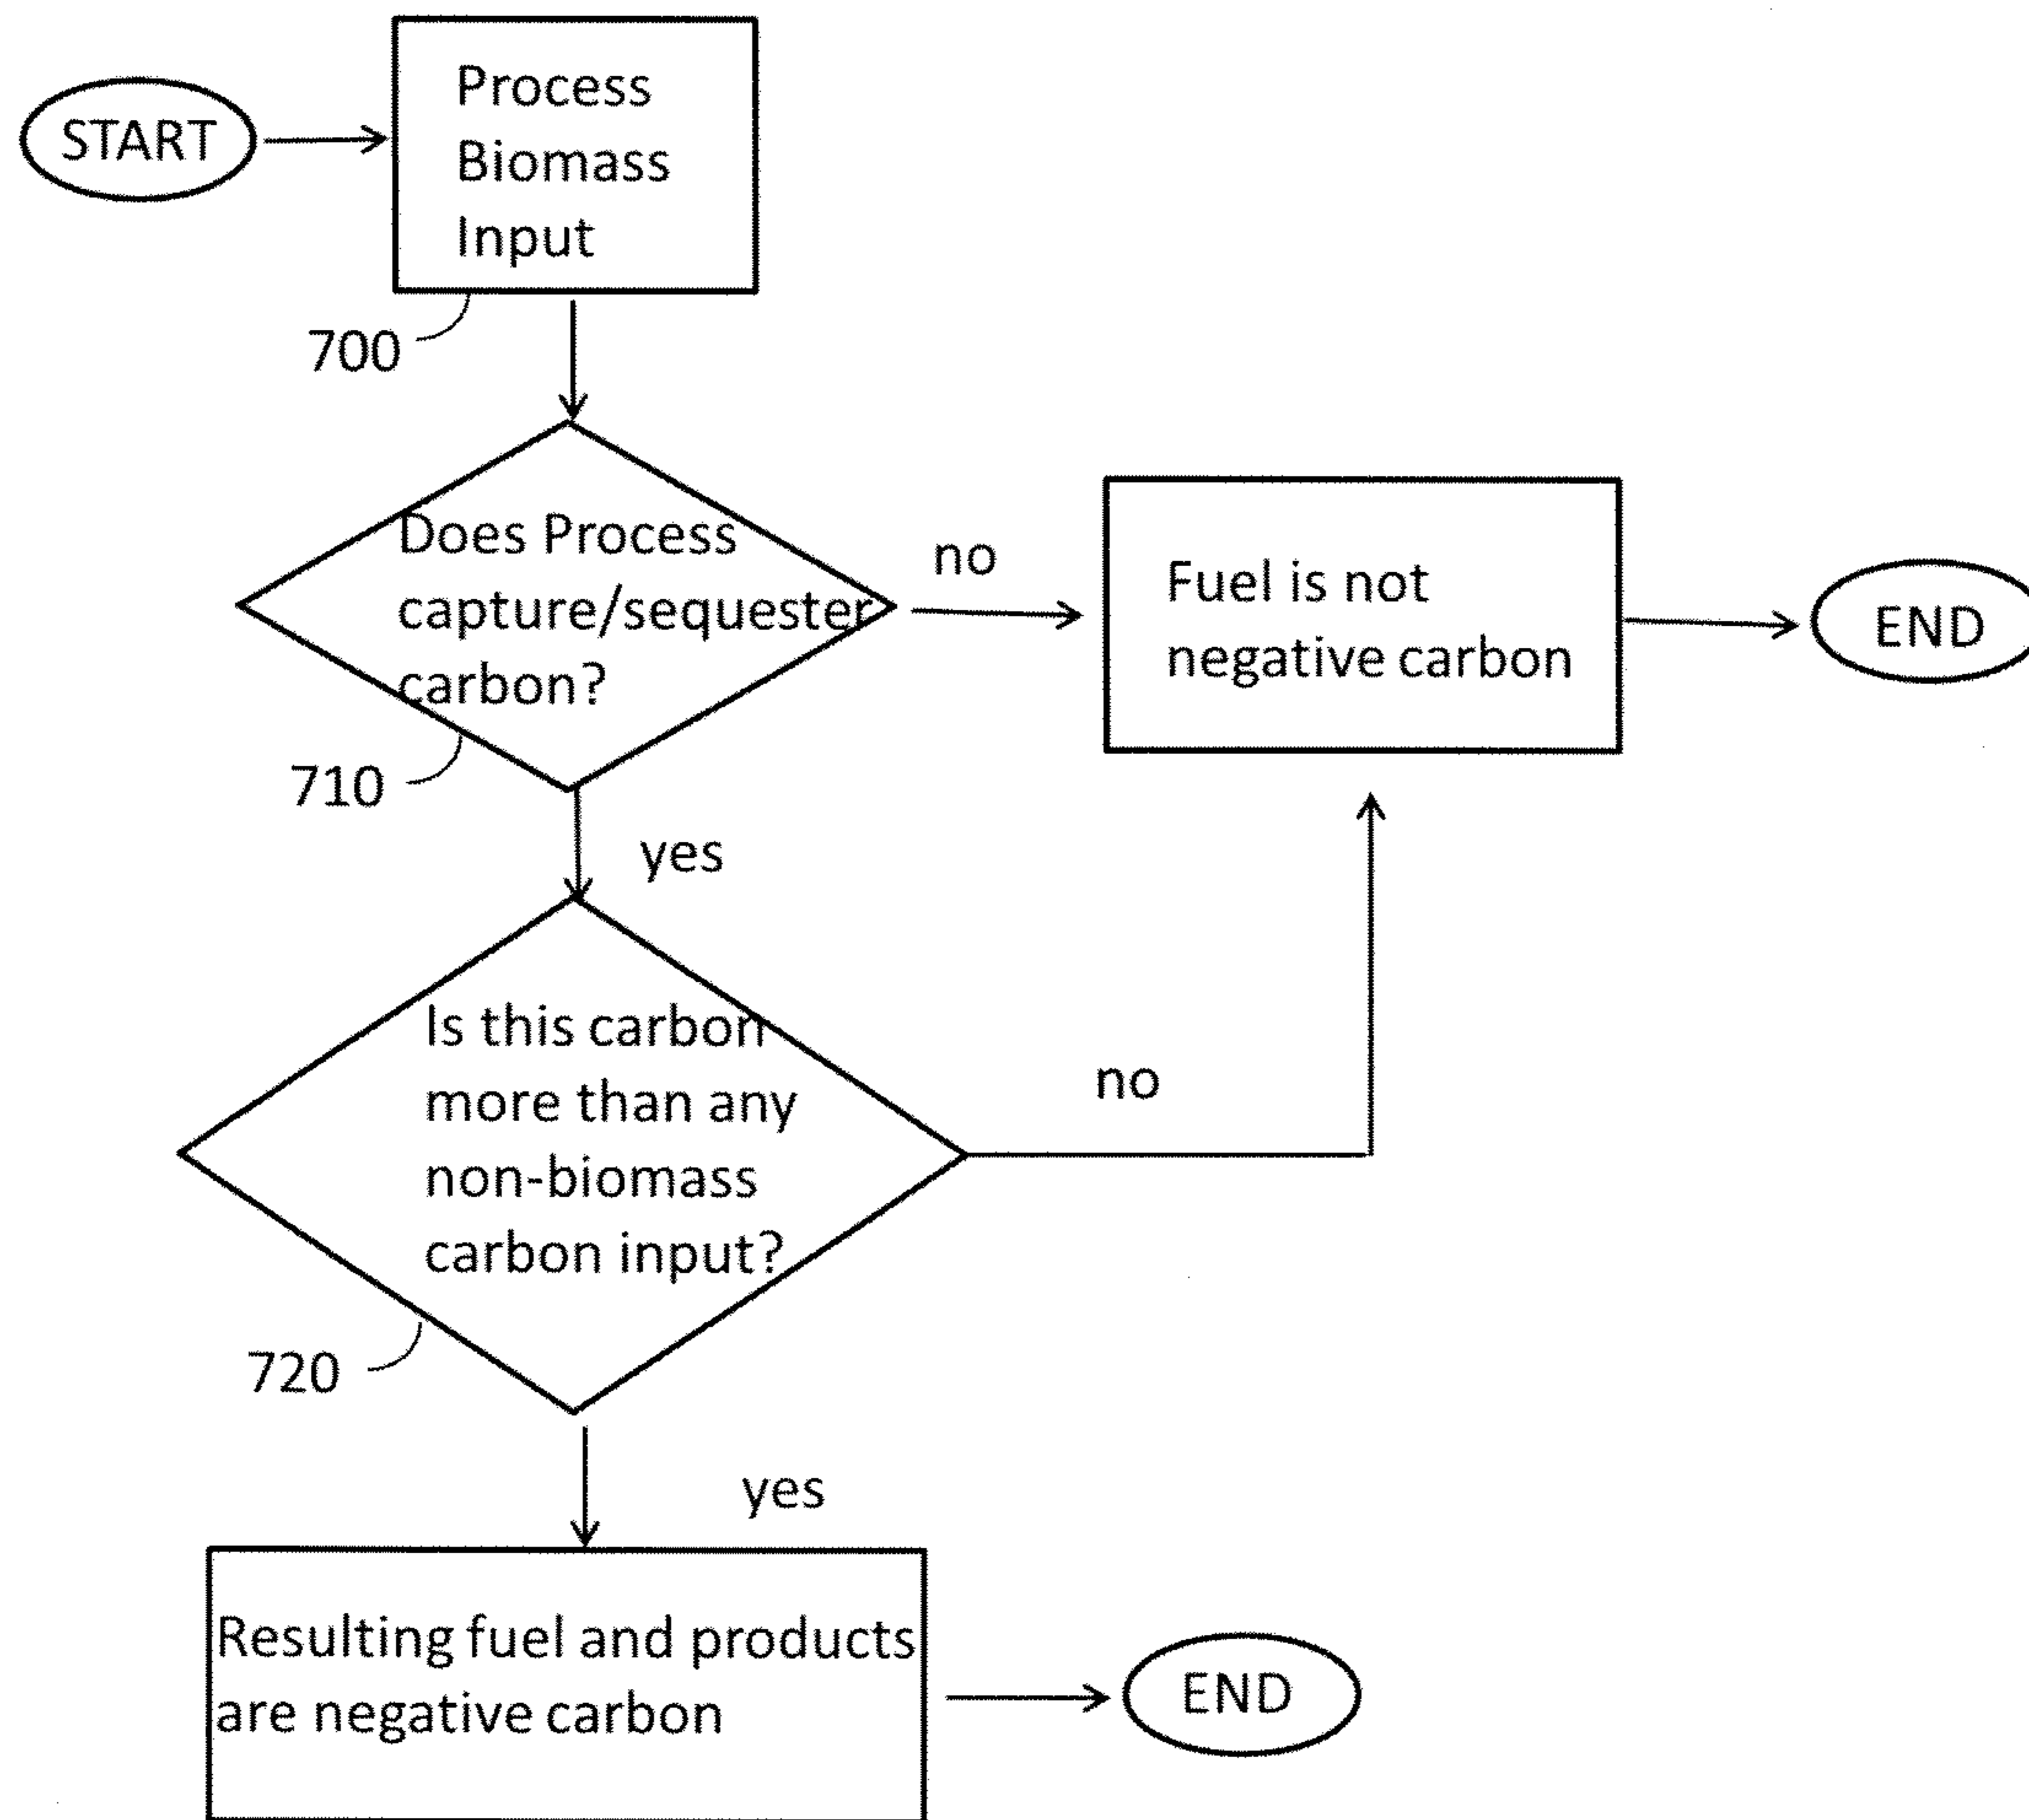 START
Process
Biomass
Input
700
Does Process
capture/sequester
carbon?
710
no
Fuel is not
negative carbon
END
yes
Is this carbon
more than any
non-biomass
carbon input?
720
no
yes
Resulting fuel and products
are negative carbon
END